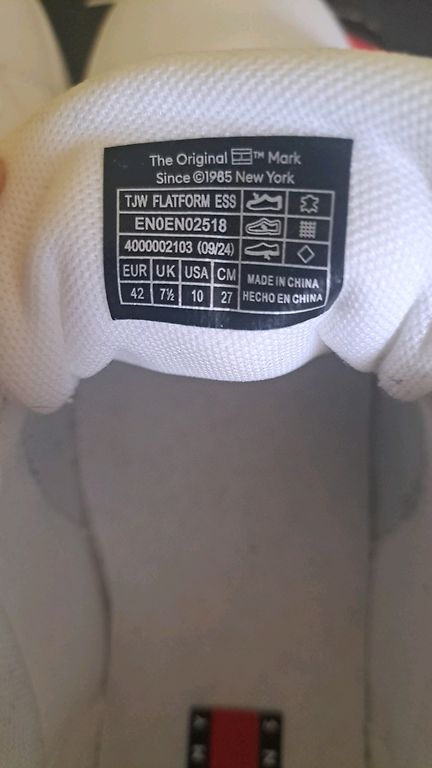 The Original ™ Mark
Since ©1985 New York
TJW FLATFORM ESS
EN0EN02518
4000002103 (09/24)
EUR UK USA CM
42 7½ 10 27
MADE IN CHINA
HECHO EN CHINA